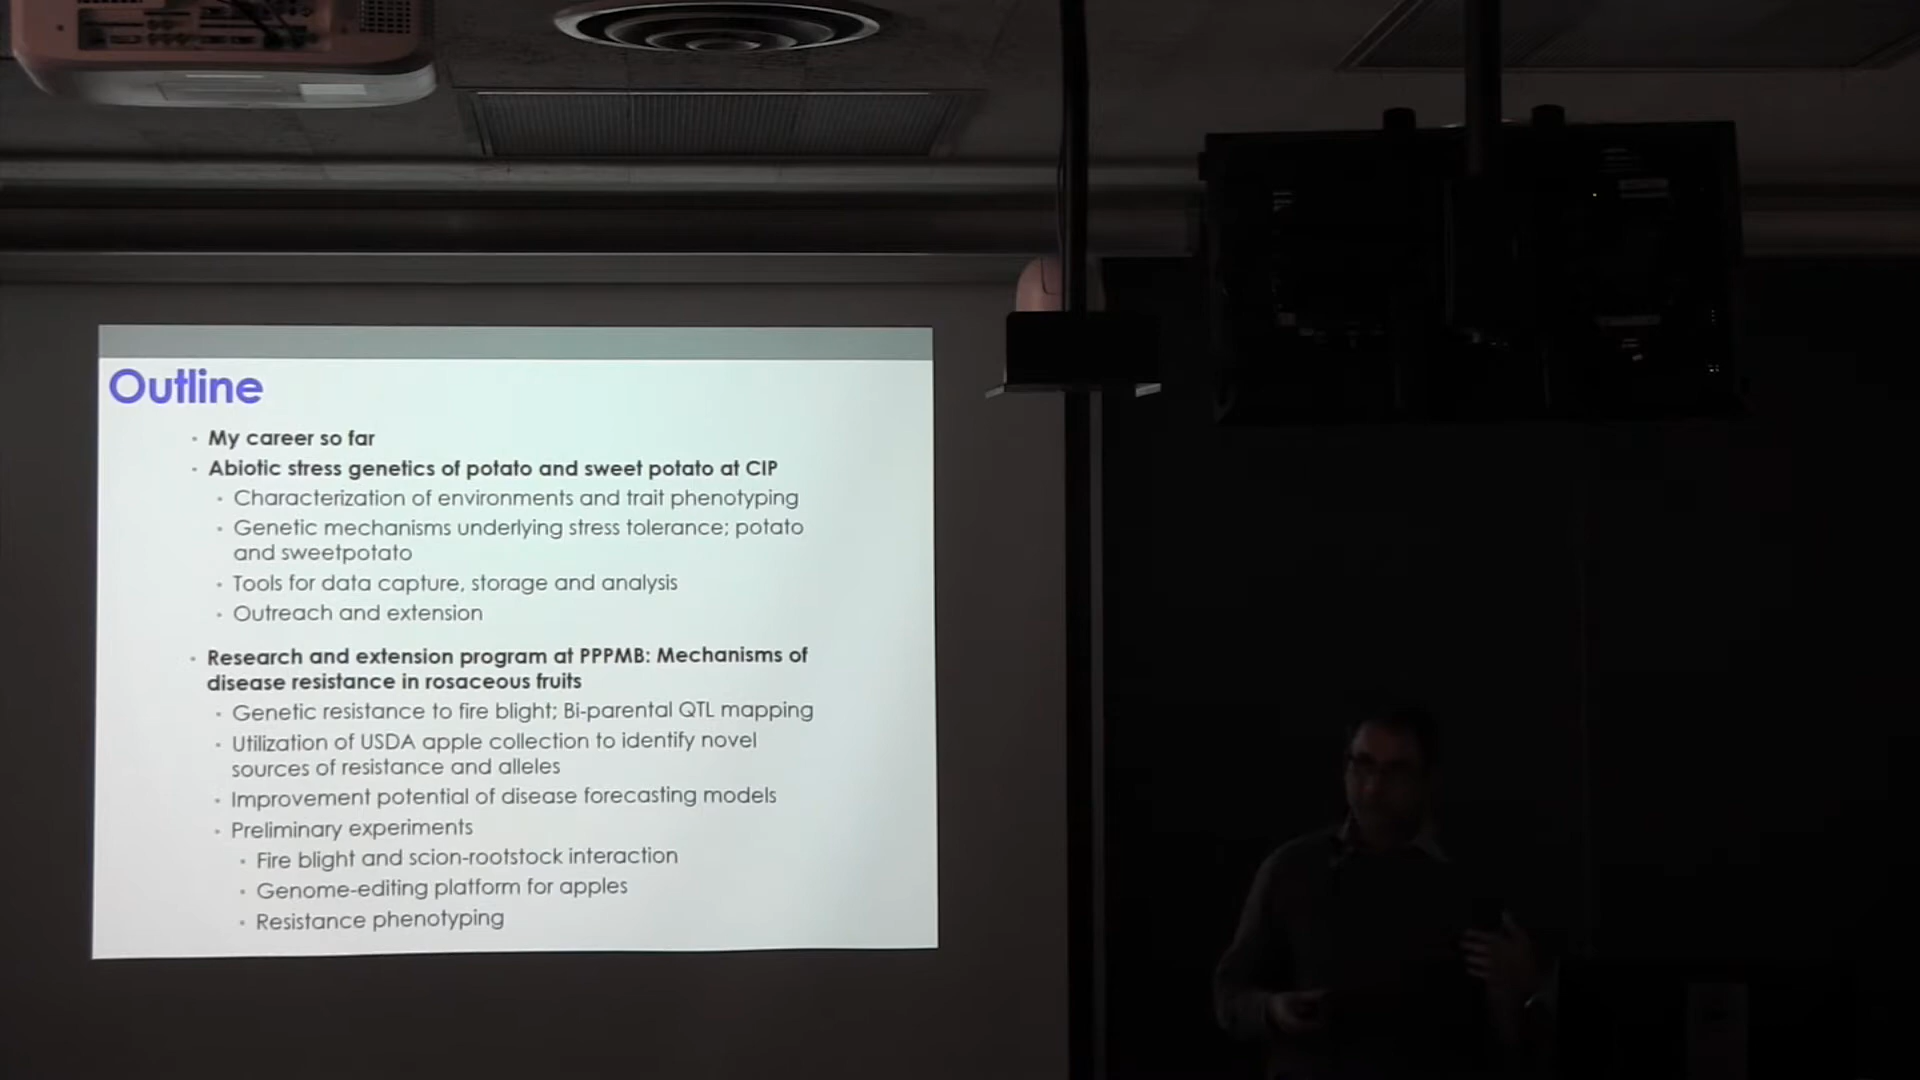 Outline
· My career so far
· Abiotic stress genetics of potato and sweet potato at CIP
· Characterization of environments and trait phenotyping
· Genetic mechanisms underlying stress tolerance; potato
and sweetpotato
· Tools for data capture, storage and analysis
· Outreach and extension
· Research and extension program at PPPMB: Mechanisms of
disease resistance in rosaceous fruits
· Genetic resistance to fire blight; Bi-parental QTL mapping
· Utilization of USDA apple collection to identify novel
sources of resistance and alleles
· Improvement potential of disease forecasting models
· Preliminary experiments
· Fire blight and scion-rootstock interaction
· Genome-editing platform for apples
· Resistance phenotyping